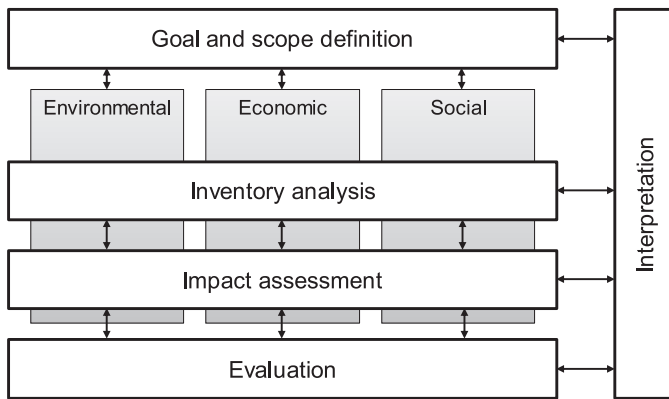 Goal and scope definition
Environmental
Economic
Social
Inventory analysis
Impact assessment
Evaluation
Interpretation